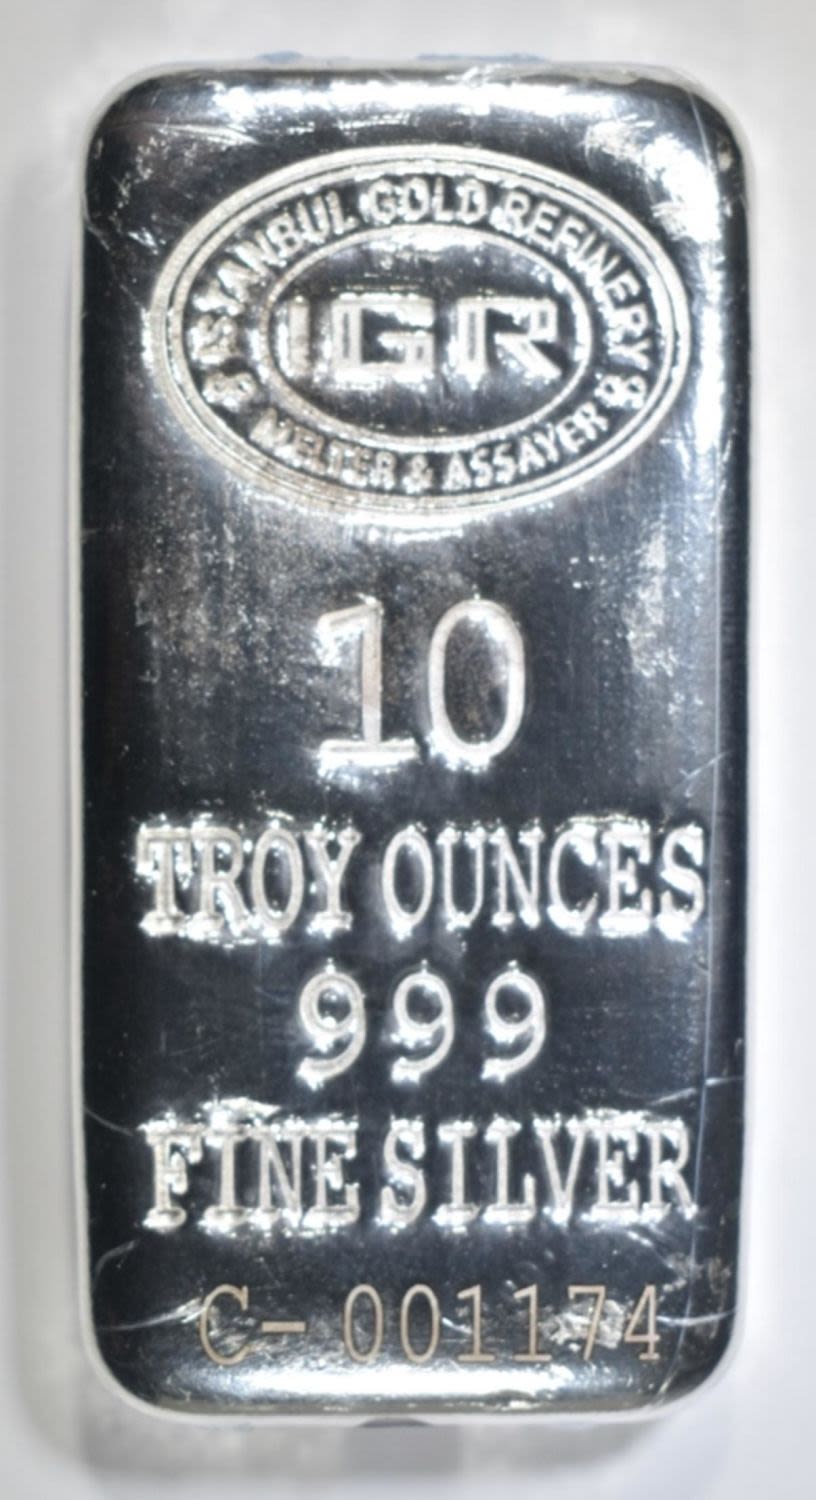 ISTANBUL GOLD REFINERY
IGR
MELTER & ASSAYER
10
TROY OUNCES
999
FINE SILVER
C-001174